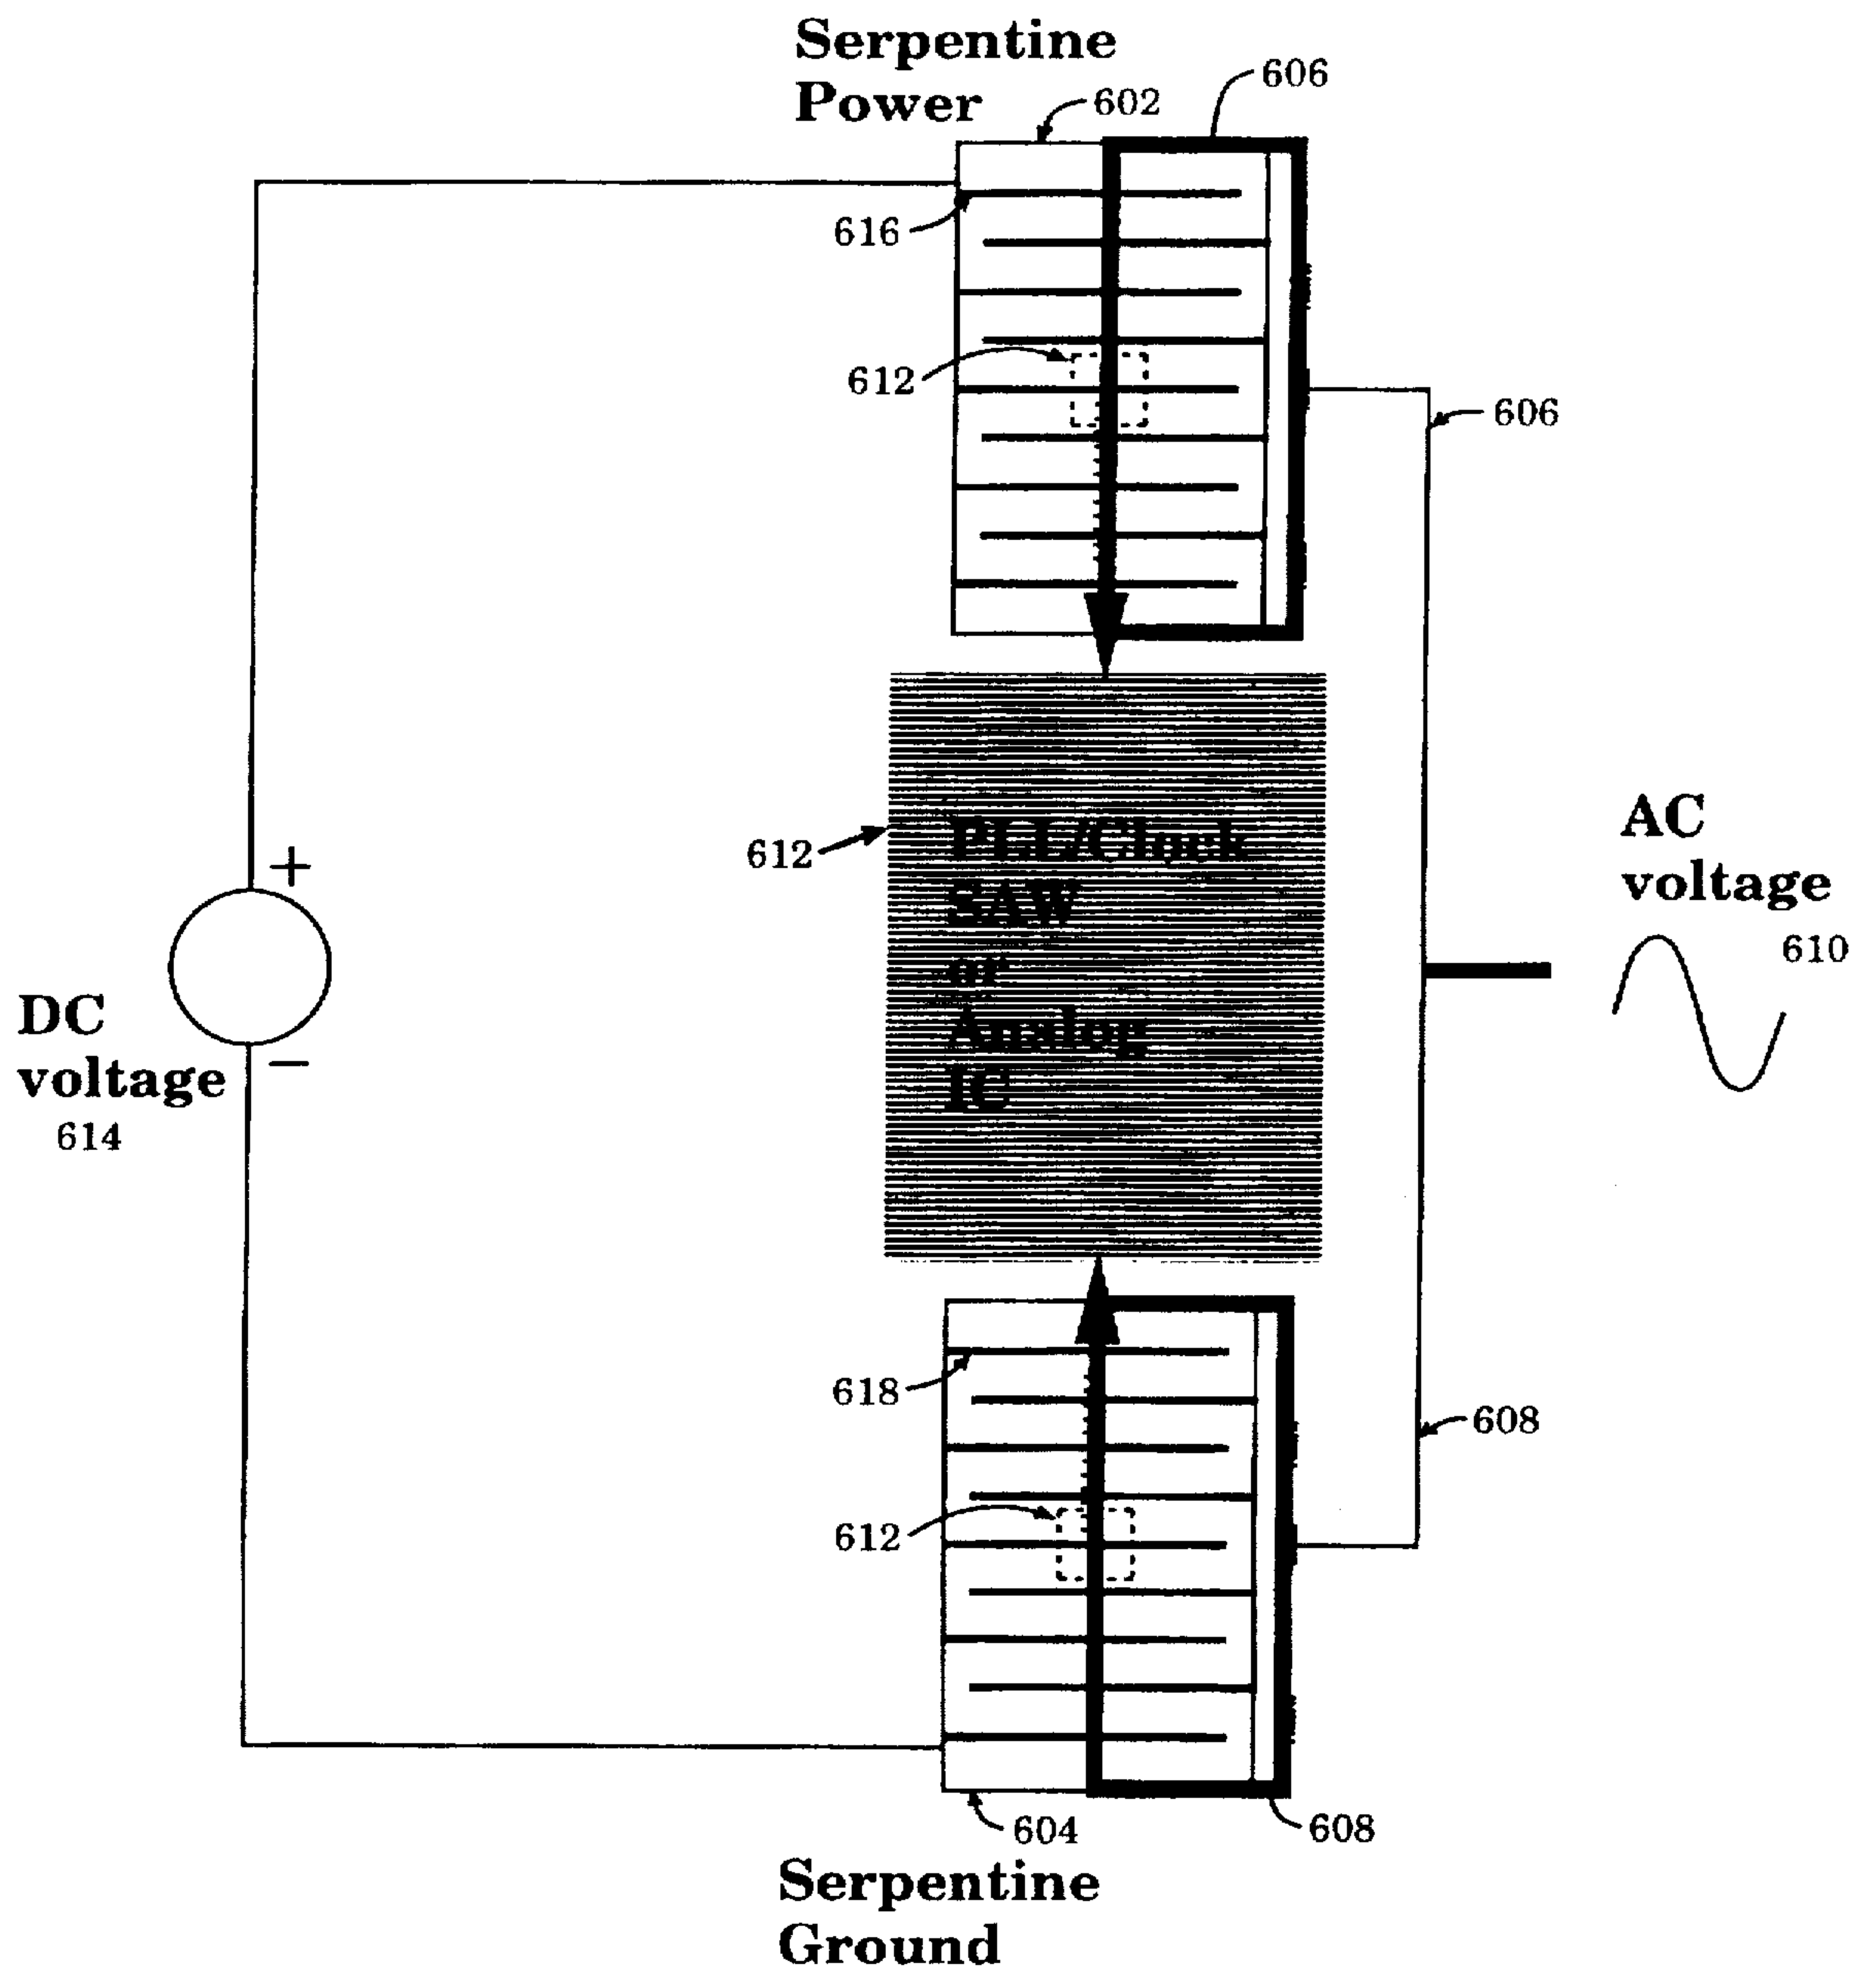 Serpentine
Power
602
606
616
612
606
612
PLL/Clock
SAW
or
Analog
IC
AC
voltage
610
+
DC
voltage
614
−
618
608
612
604
608
Serpentine
Ground